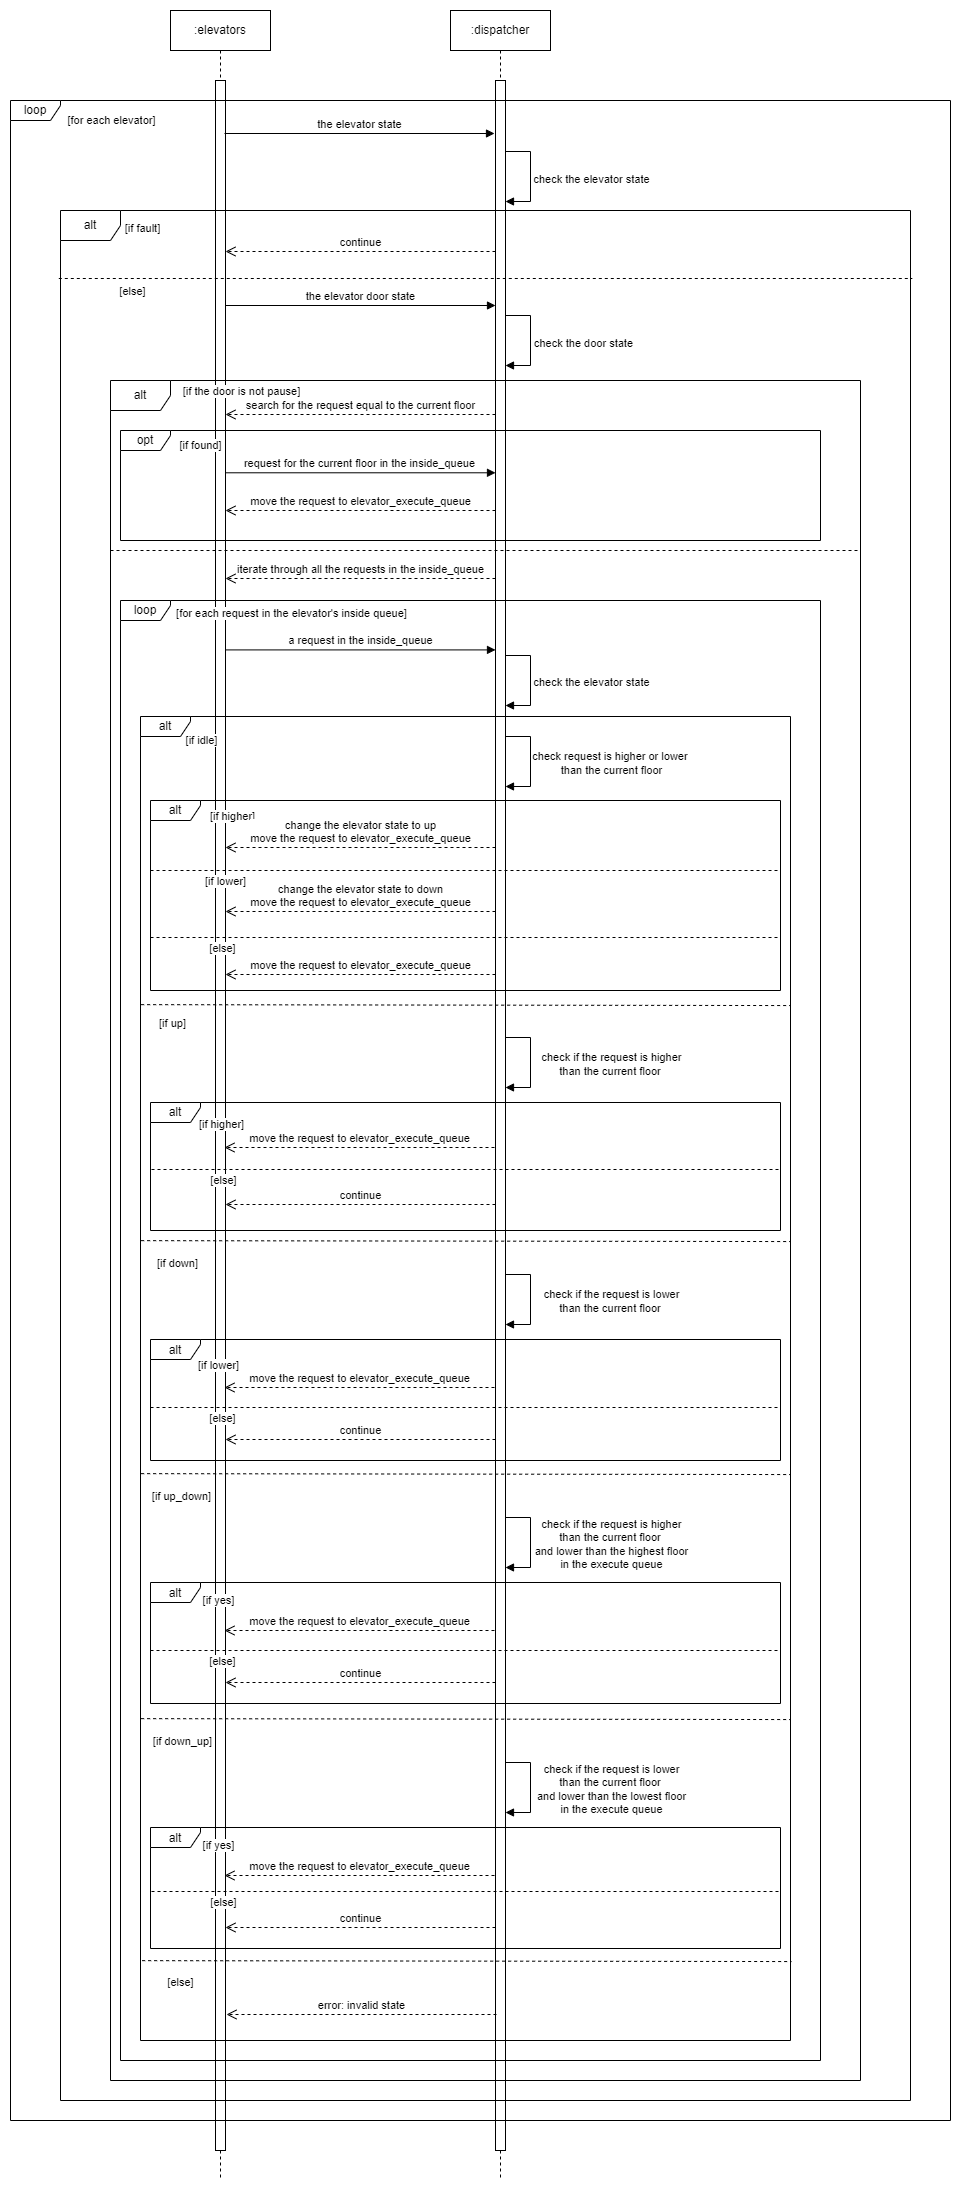 :elevators
:dispatcher
loop
[for each elevator]
the elevator state
check the elevator state
alt
[if fault]
continue
[else]
the elevator door state
check the door state
alt
[if the door is not pause]
search for the request equal to the current floor
opt
[if found]
request for the current floor in the inside_queue
move the request to elevator_execute_queue
iterate through all the requests in the inside_queue
loop
[for each request in the elevator's inside queue]
a request in the inside_queue
check the elevator state
alt
[if idle]
check request is higher or lower
than the current floor
alt
[if higher]
change the elevator state to up
move the request to elevator_execute_queue
[if lower]
change the elevator state to down
move the request to elevator_execute_queue
[else]
move the request to elevator_execute_queue
[if up]
check if the request is higher
than the current floor
alt
[if higher]
move the request to elevator_execute_queue
[else]
continue
[if down]
check if the request is lower
than the current floor
alt
[if lower]
move the request to elevator_execute_queue
[else]
continue
[if up_down]
check if the request is higher
than the current floor
and lower than the highest floor
in the execute queue
alt
[if yes]
move the request to elevator_execute_queue
[else]
continue
[if down_up]
check if the request is lower
than the current floor
and lower than the lowest floor
in the execute queue
alt
[if yes]
move the request to elevator_execute_queue
[else]
continue
[else]
error: invalid state